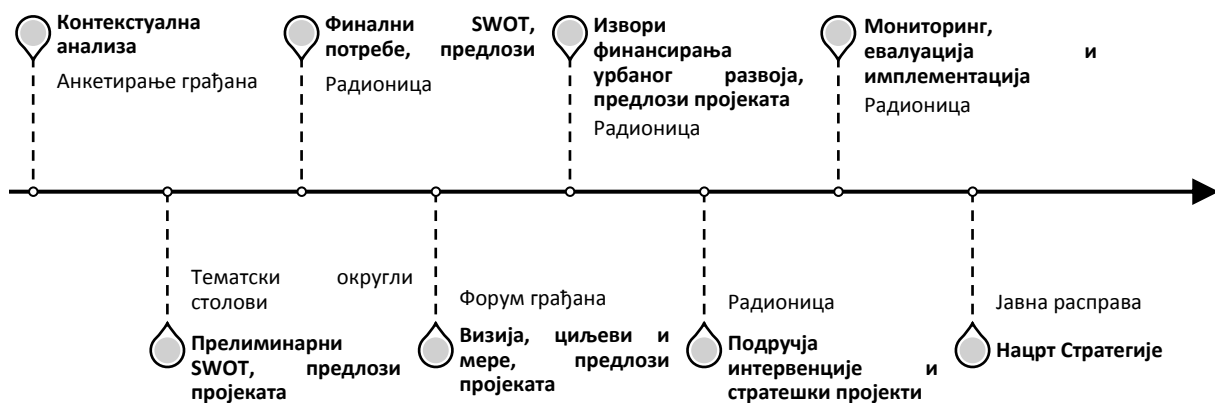 Контекстуална
анализа
Анкетирање грађана
Финални SWOT,
потребе, предлози
Радионица
Извори
финансирања
урбаног развоја,
предлози пројеката
Радионица
Мониторинг,
евалуација и
имплементација
Радионица
Тематски округли
столови
Прелиминарни
SWOT, предлози
пројеката
Форум грађана
Визија, циљеви и
мере, предлози
пројеката
Радионица
Подручја
интервенције и
стратешки пројекти
Јавна расправа
Нацрт Стратегије